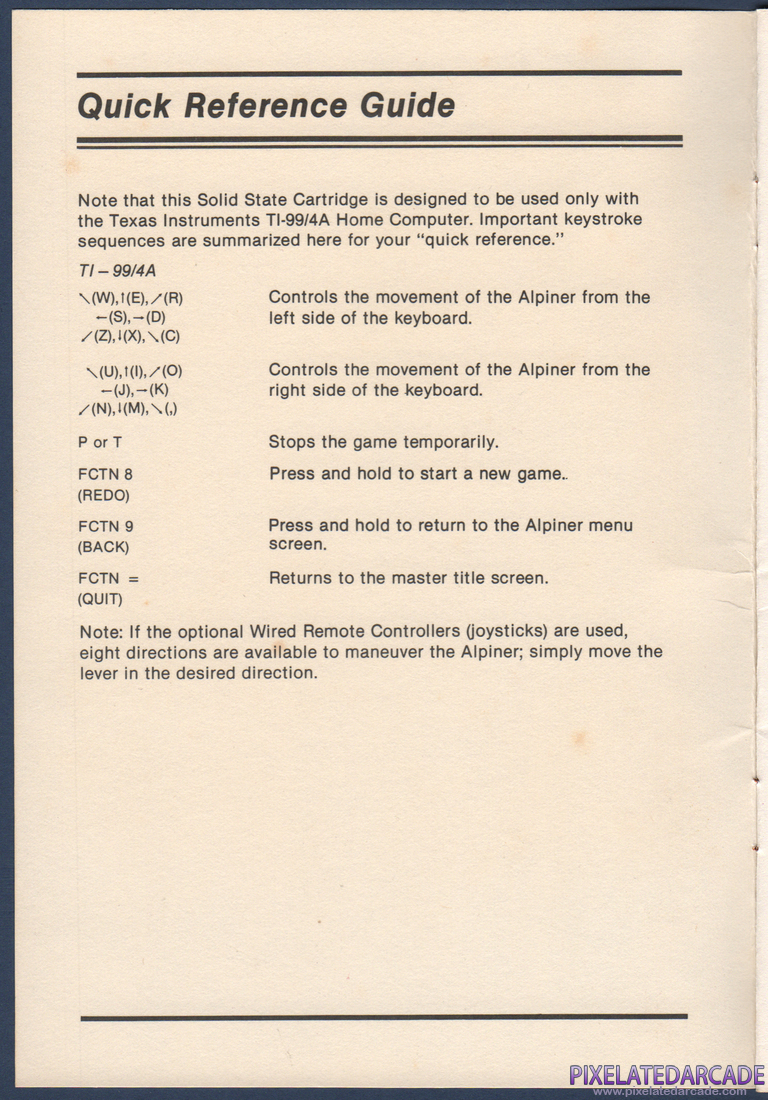 Quick Reference Guide
Note that this Solid State Cartridge is designed to be used only with
the Texas Instruments TI-99/4A Home Computer. Important keystroke
sequences are summarized here for your “quick reference.”
TI – 99/4A
↖(W),↑(E),↗(R)
←(S),→(D)
↙(Z),↓(X),↘(C)
Controls the movement of the Alpiner from the
left side of the keyboard.
↖(U),↑(I),↗(O)
←(J),→(K)
↙(N),↓(M),↘(,)
Controls the movement of the Alpiner from the
right side of the keyboard.
P or T
Stops the game temporarily.
FCTN 8
(REDO)
Press and hold to start a new game..
FCTN 9
(BACK)
Press and hold to return to the Alpiner menu
screen.
FCTN =
(QUIT)
Returns to the master title screen.
Note: If the optional Wired Remote Controllers (joysticks) are used,
eight directions are available to maneuver the Alpiner; simply move the
lever in the desired direction.
PIXELATEDARCADE
www.pixelatedarcade.com